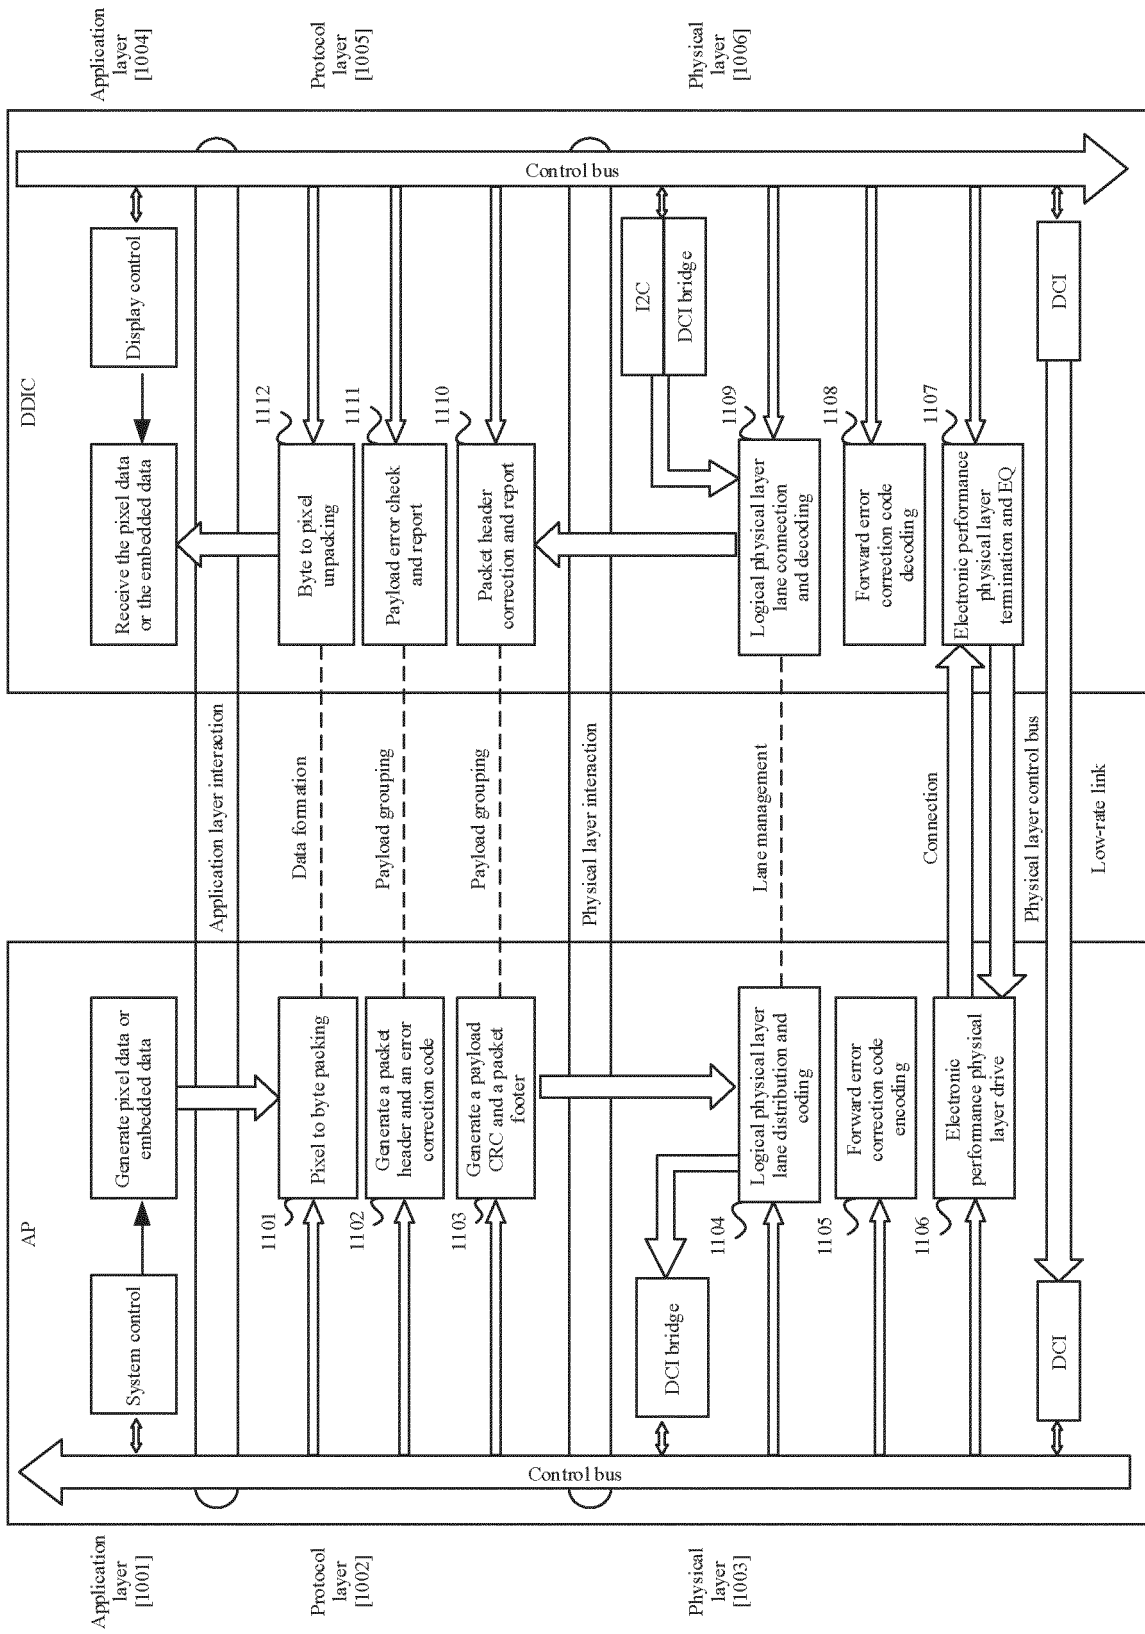 AP
DDIC
Application
layer
[1001]
System control
Generate pixel data or
embedded data
Receive the pixel data
or the embedded data
Display control
Application
layer
[1004]
Application layer interaction
Protocol
layer
[1002]
1101
Pixel to byte packing
Data formation
Byte to pixel
unpacking
1112
Protocol
layer
[1005]
1102
Generate a packet
header and an error
correction code
Payload grouping
Payload error check
and report
1111
1103
Generate a payload
CRC and a packet
footer
Payload grouping
Packet header
correction and report
1110
Physical layer interaction
Control bus
Control bus
Physical
layer
[1003]
DCI bridge
I2C
DCI bridge
Physical
layer
[1006]
1104
Logical physical layer
lane distribution and
coding
Lane management
Logical physical layer
lane connection
and decoding
1109
1105
Forward error
correction code
encoding
Forward error
correction code
decoding
1108
1106
Electronic
performance physical
layer drive
Connection
Electronic performance
physical layer
termination and EQ
1107
Physical layer control bus
DCI
DCI
Low-rate link